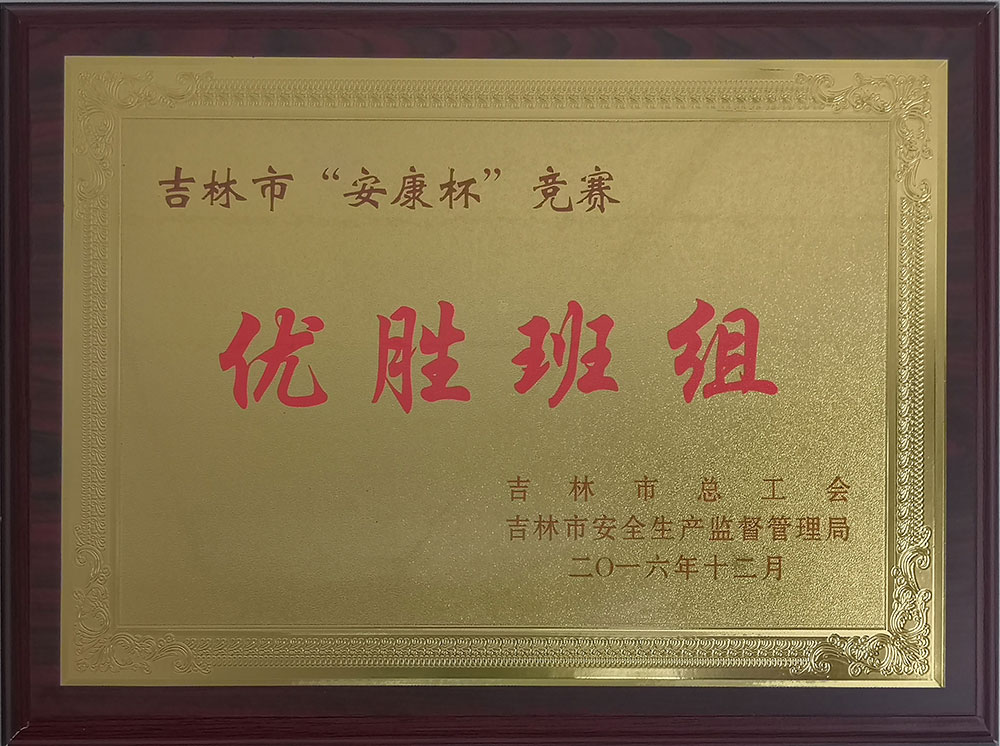 吉林市“安康杯”竞赛
优胜班组
吉林市总工会
吉林市安全生产监督管理局
二〇一六年十二月